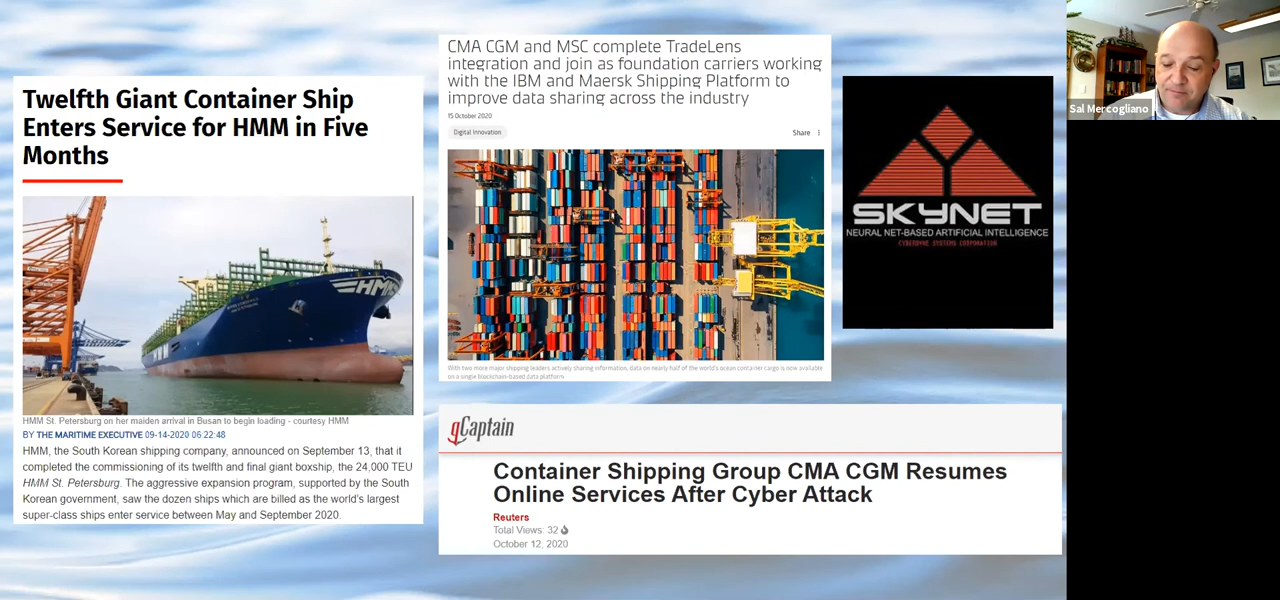 Twelfth Giant Container Ship
Enters Service for HMM in Five
Months
HMM
HMM St. Petersburg on her maiden arrival in Busan to begin loading - courtesy HMM
BY THE MARITIME EXECUTIVE 09-14-2020 06:22:48
HMM, the South Korean shipping company, announced on September 13, that it
completed the commissioning of its twelfth and final giant boxship, the 24,000 TEU
HMM St. Petersburg. The aggressive expansion program, supported by the South
Korean government, saw the dozen ships which are billed as the world's largest
super-class ships enter service between May and September 2020.
CMA CGM and MSC complete TradeLens
integration and join as foundation carriers working
with the IBM and Maersk Shipping Platform to
improve data sharing across the industry
15 October 2020
Digital Innovation
Share
With two more major shipping leaders actively sharing information, data on nearly half of the world's ocean container cargo is now available
on a single blockchain-based data platform.
SKYNET
NEURAL NET-BASED ARTIFICIAL INTELLIGENCE
CYBERDYNE SYSTEMS CORPORATION
gCaptain
Container Shipping Group CMA CGM Resumes
Online Services After Cyber Attack
Reuters
Total Views: 32
October 12, 2020
Sal Mercogliano